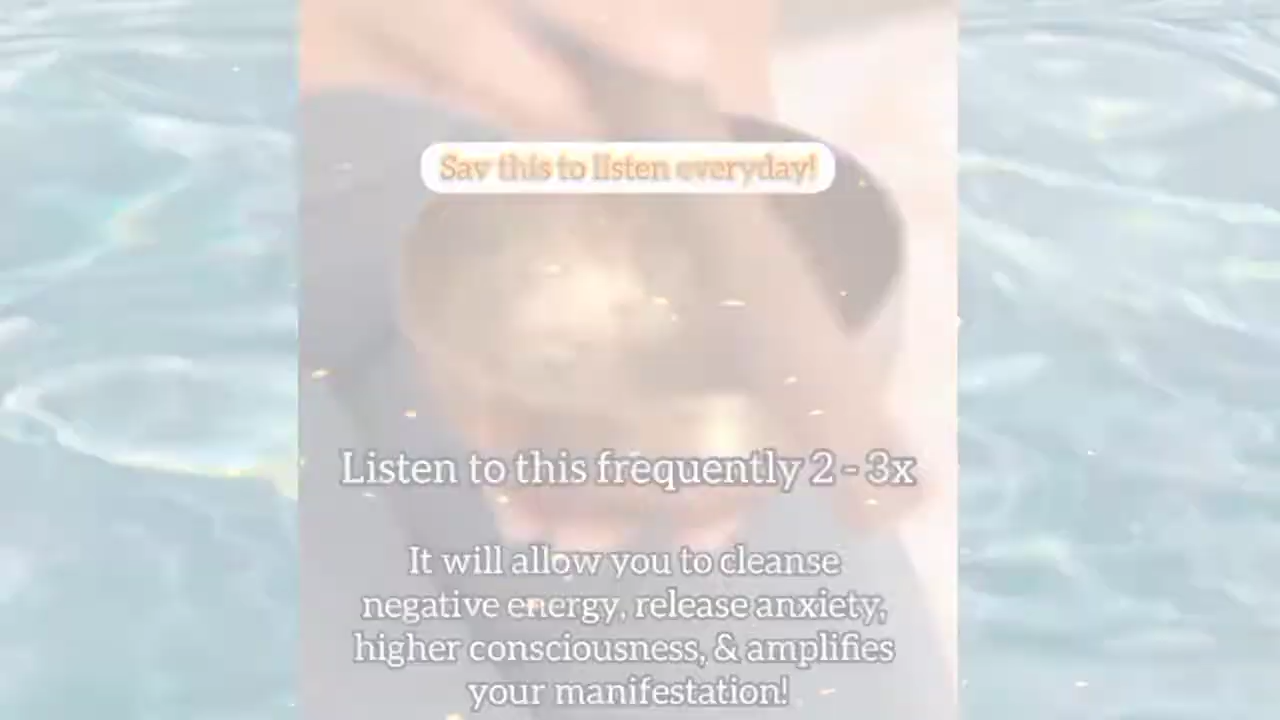 Sav this to listen everyday!
Listen to this frequently 2 - 3x
It will allow you to cleanse
negative energy, release anxiety,
higher consciousness, & amplifies
your manifestation!